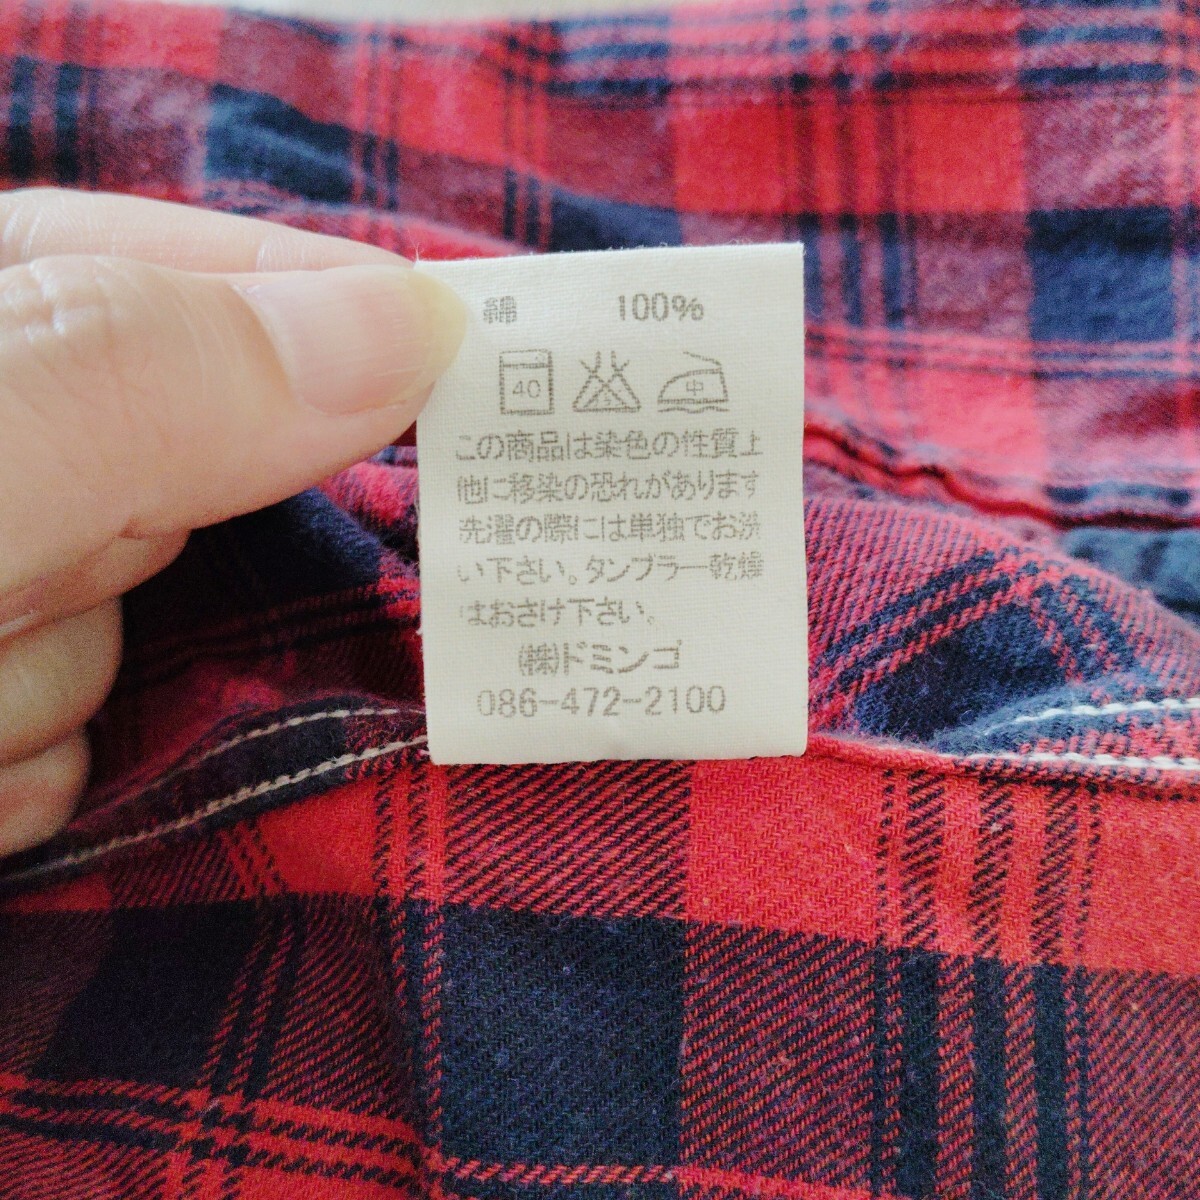 綿 100%
40 中
この商品は染色の性質上
他に移染の恐れがあります
洗濯の際には単独でお洗
い下さい。タンブラー乾燥
はおさけ下さい。
(株)ドミンゴ
086-472-2100